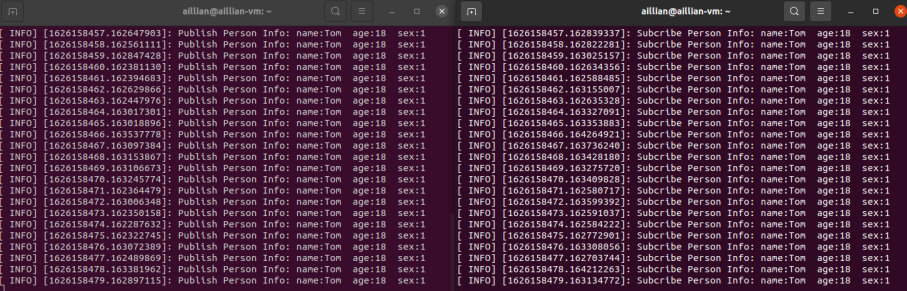 aillian@aillian-vm: ~
[ INFO] [1626158457.162647903]: Publish Person Info: name:Tom  age:18  sex:1
[ INFO] [1626158458.162561111]: Publish Person Info: name:Tom  age:18  sex:1
[ INFO] [1626158459.162847428]: Publish Person Info: name:Tom  age:18  sex:1
[ INFO] [1626158460.162381130]: Publish Person Info: name:Tom  age:18  sex:1
[ INFO] [1626158461.162394683]: Publish Person Info: name:Tom  age:18  sex:1
[ INFO] [1626158462.162629866]: Publish Person Info: name:Tom  age:18  sex:1
[ INFO] [1626158463.162447976]: Publish Person Info: name:Tom  age:18  sex:1
[ INFO] [1626158464.163017301]: Publish Person Info: name:Tom  age:18  sex:1
[ INFO] [1626158465.163018896]: Publish Person Info: name:Tom  age:18  sex:1
[ INFO] [1626158466.163537778]: Publish Person Info: name:Tom  age:18  sex:1
[ INFO] [1626158467.163097384]: Publish Person Info: name:Tom  age:18  sex:1
[ INFO] [1626158468.163153867]: Publish Person Info: name:Tom  age:18  sex:1
[ INFO] [1626158469.163106673]: Publish Person Info: name:Tom  age:18  sex:1
[ INFO] [1626158470.163245774]: Publish Person Info: name:Tom  age:18  sex:1
[ INFO] [1626158471.162364479]: Publish Person Info: name:Tom  age:18  sex:1
[ INFO] [1626158472.163006348]: Publish Person Info: name:Tom  age:18  sex:1
[ INFO] [1626158473.162350158]: Publish Person Info: name:Tom  age:18  sex:1
[ INFO] [1626158474.162287632]: Publish Person Info: name:Tom  age:18  sex:1
[ INFO] [1626158475.162322745]: Publish Person Info: name:Tom  age:18  sex:1
[ INFO] [1626158476.163072389]: Publish Person Info: name:Tom  age:18  sex:1
[ INFO] [1626158477.162489869]: Publish Person Info: name:Tom  age:18  sex:1
[ INFO] [1626158478.163381962]: Publish Person Info: name:Tom  age:18  sex:1
[ INFO] [1626158479.162897115]: Publish Person Info: name:Tom  age:18  sex:1
aillian@aillian-vm: ~
[ INFO] [1626158457.162839337]: Subcribe Person Info: name:Tom  age:18  sex:1
[ INFO] [1626158458.162822281]: Subcribe Person Info: name:Tom  age:18  sex:1
[ INFO] [1626158459.163025157]: Subcribe Person Info: name:Tom  age:18  sex:1
[ INFO] [1626158460.162634356]: Subcribe Person Info: name:Tom  age:18  sex:1
[ INFO] [1626158461.162588485]: Subcribe Person Info: name:Tom  age:18  sex:1
[ INFO] [1626158462.163155007]: Subcribe Person Info: name:Tom  age:18  sex:1
[ INFO] [1626158463.162635328]: Subcribe Person Info: name:Tom  age:18  sex:1
[ INFO] [1626158464.163327091]: Subcribe Person Info: name:Tom  age:18  sex:1
[ INFO] [1626158465.163353883]: Subcribe Person Info: name:Tom  age:18  sex:1
[ INFO] [1626158466.164264921]: Subcribe Person Info: name:Tom  age:18  sex:1
[ INFO] [1626158467.163736240]: Subcribe Person Info: name:Tom  age:18  sex:1
[ INFO] [1626158468.163428180]: Subcribe Person Info: name:Tom  age:18  sex:1
[ INFO] [1626158469.163275720]: Subcribe Person Info: name:Tom  age:18  sex:1
[ INFO] [1626158470.163409828]: Subcribe Person Info: name:Tom  age:18  sex:1
[ INFO] [1626158471.162580717]: Subcribe Person Info: name:Tom  age:18  sex:1
[ INFO] [1626158472.163599392]: Subcribe Person Info: name:Tom  age:18  sex:1
[ INFO] [1626158473.162591037]: Subcribe Person Info: name:Tom  age:18  sex:1
[ INFO] [1626158474.162584222]: Subcribe Person Info: name:Tom  age:18  sex:1
[ INFO] [1626158475.162772901]: Subcribe Person Info: name:Tom  age:18  sex:1
[ INFO] [1626158476.163308056]: Subcribe Person Info: name:Tom  age:18  sex:1
[ INFO] [1626158477.162703744]: Subcribe Person Info: name:Tom  age:18  sex:1
[ INFO] [1626158478.164212263]: Subcribe Person Info: name:Tom  age:18  sex:1
[ INFO] [1626158479.163134772]: Subcribe Person Info: name:Tom  age:18  sex:1